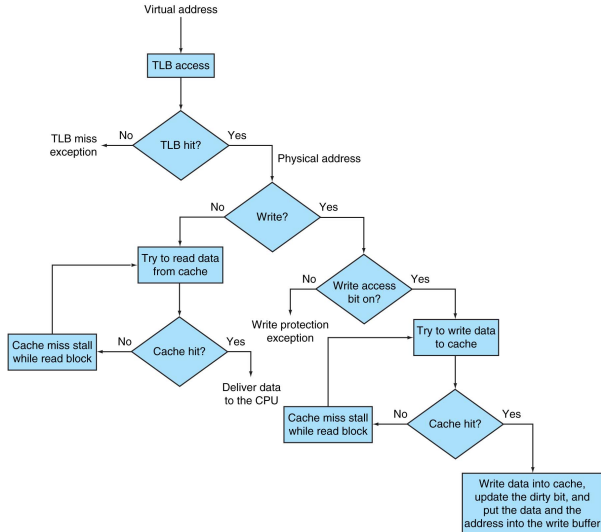 Virtual address
TLB access
TLB hit?
No
Yes
TLB miss
exception
Physical address
Write?
No
Yes
Try to read data
from cache
Write access
bit on?
No
Yes
Write protection
exception
Cache hit?
No
Yes
Cache miss stall
while read block
Deliver data
to the CPU
Try to write data
to cache
Cache hit?
No
Yes
Cache miss stall
while read block
Write data into cache,
update the dirty bit, and
put the data and the
address into the write buffer